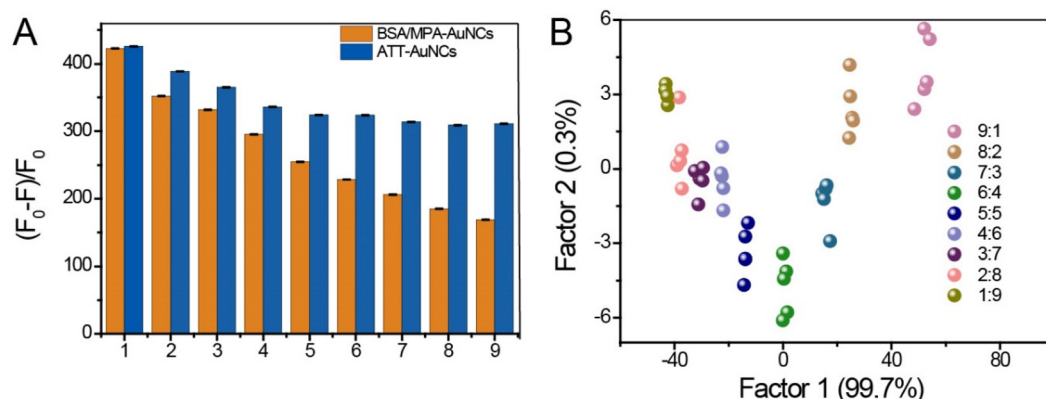 A
BSA/MPA-AuNCs
ATT-AuNCs
(F0-F)/F0
400
300
200
100
0
1 2 3 4 5 6 7 8 9
B
Factor 2 (0.3%)
6
3
0
-3
-6
9:1
8:2
7:3
6:4
5:5
4:6
3:7
2:8
1:9
-40 0 40 80
Factor 1 (99.7%)